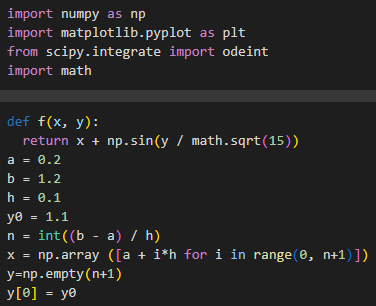 import numpy as np
import matplotlib.pyplot as plt
from scipy.integrate import odeint
import math
def f(x, y):
  return x + np.sin(y / math.sqrt(15))
a = 0.2
b = 1.2
h = 0.1
y0 = 1.1
n = int((b - a) / h)
x = np.array ([a + i*h for i in range(0, n+1)])
y=np.empty(n+1)
y[0] = y0